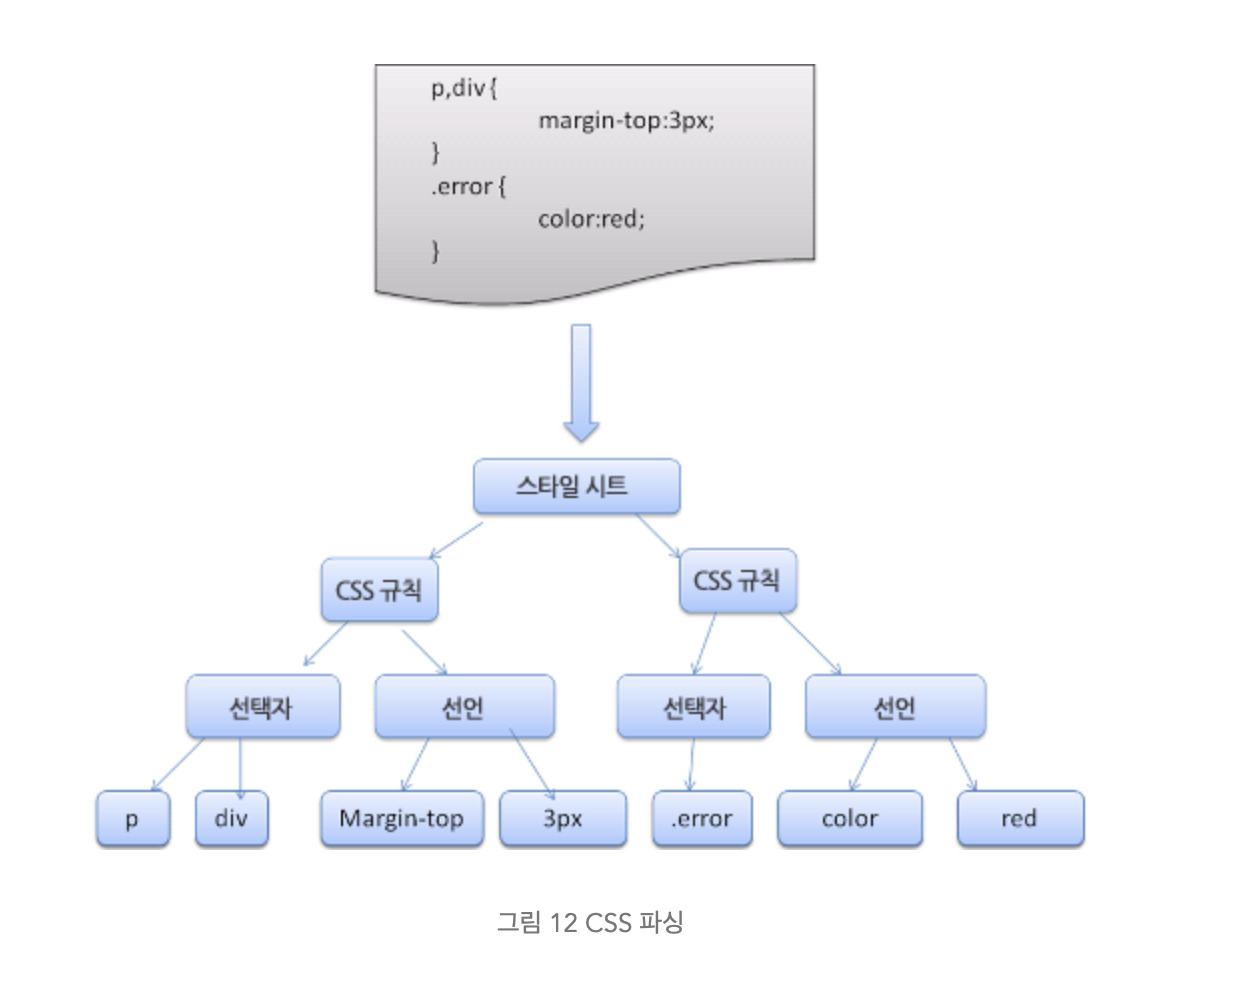 p,div {
margin-top:3px;
}
.error {
color:red;
}
스타일 시트
CSS 규칙
CSS 규칙
선택자
선언
선택자
선언
p
div
Margin-top
3px
.error
color
red
그림 12 CSS 파싱